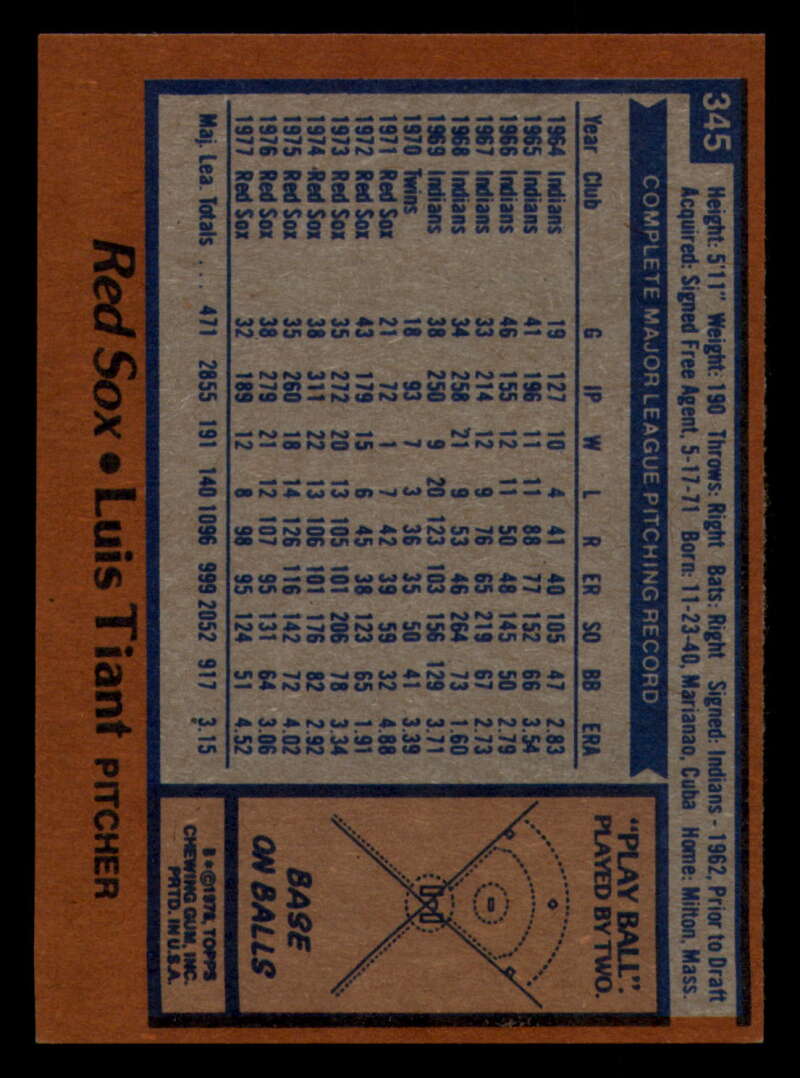 345
Height: 5'11" Weight: 190 Throws: Right Bats: Right Signed: Indians - 1962, Prior to Draft
Acquired: Signed Free Agent, 5-17-71 Born: 11-23-40, Marianao, Cuba Home: Milton, Mass.
COMPLETE MAJOR LEAGUE PITCHING RECORD
Year Club G IP W L R ER SO BB ERA
1964 Indians 19 127 10 4 41 40 105 47 2.83
1965 Indians 41 196 11 11 88 77 152 66 3.54
1966 Indians 46 155 12 11 50 48 145 50 2.79
1967 Indians 33 214 12 9 76 65 219 67 2.73
1968 Indians 34 258 21 9 53 46 264 73 1.60
1969 Indians 38 250 9 20 123 103 156 129 3.71
1970 Twins 18 93 7 3 36 35 50 41 3.39
1971 Red Sox 21 72 1 7 42 39 59 32 4.88
1972 Red Sox 43 179 15 6 45 38 123 65 1.91
1973 Red Sox 35 272 20 13 105 101 206 78 3.34
1974 Red Sox 38 311 22 13 106 101 176 82 2.92
1975 Red Sox 35 260 18 14 126 116 142 72 4.02
1976 Red Sox 38 279 21 12 107 95 131 64 3.06
1977 Red Sox 32 189 12 8 98 95 124 51 4.52
Maj. Lea. Totals ... 471 2855 191 140 1096 999 2052 917 3.15
"PLAY BALL":
PLAYED BY TWO.
BASE
ON BALLS
B★©1978, TOPPS
CHEWING GUM, INC.
PRTD. IN U.S.A.
Red Sox • Luis Tiant PITCHER